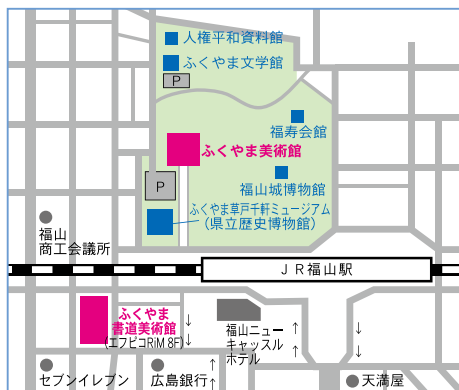 人権平和資料館
ふくやま文学館
P
福寿会館
ふくやま美術館
P
福山城博物館
ふくやま草戸千軒ミュージアム
(県立歴史博物館)
福山
商工会議所
JR福山駅
ふくやま
書道美術館
(エフピコRiM 8F)
↓
↓
福山ニュー
キャッスル
ホテル
↑
↑
↓
↓
セブンイレブン
広島銀行
↑
↑
天満屋